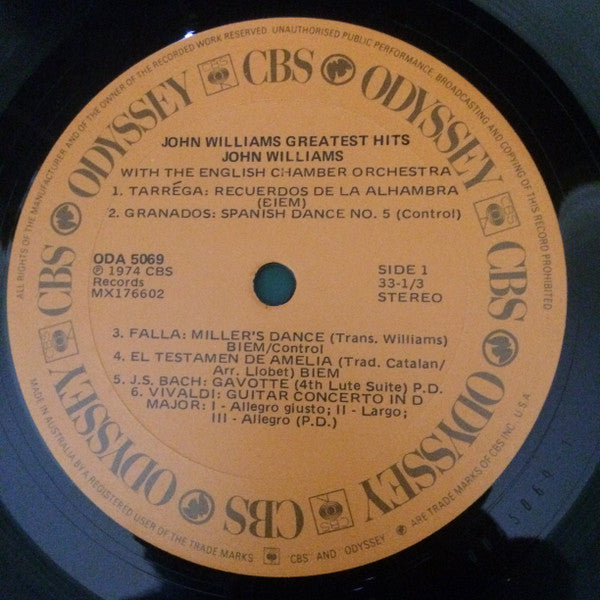 ALL RIGHTS OF THE MANUFACTURER AND OF THE OWNER OF THE RECORDED WORK RESERVED. UNAUTHORISED PUBLIC PERFORMANCE, BROADCASTING AND COPYING OF THIS RECORD PROHIBITED
CBS ODYSSEY CBS ODYSSEY CBS ODYSSEY CBS ODYSSEY
JOHN WILLIAMS GREATEST HITS
JOHN WILLIAMS
WITH THE ENGLISH CHAMBER ORCHESTRA
1. TARRÉGA: RECUERDOS DE LA ALHAMBRA
(EIEM)
2. GRANADOS: SPANISH DANCE NO. 5 (Control)
ODA 5069
℗ 1974 CBS
Records
MX176602
SIDE 1
33-1/3
STEREO
3. FALLA: MILLER'S DANCE (Trans. Williams)
BIEM/Control
4. EL TESTAMEN DE AMELIA (Trad. Catalan/
Arr. Llobet) BIEM
5. J.S. BACH: GAVOTTE (4th Lute Suite) P.D.
6. VIVALDI: GUITAR CONCERTO IN D
MAJOR: I - Allegro giusto; II - Largo;
III - Allegro (P.D.)
MADE IN AUSTRALIA BY A REGISTERED USER OF THE TRADE MARKS CBS AND ODYSSEY ARE TRADE MARKS OF CBS INC. U.S.A.